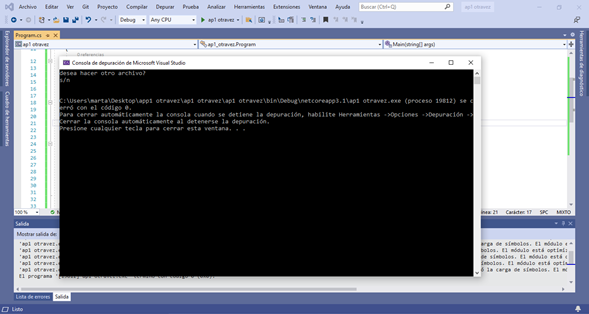 Archivo Editar Ver Git Proyecto Compilar Depurar Prueba Analizar Herramientas Extensiones Ventana Ayuda Buscar (Ctrl+Q) ap1 otravez
Debug Any CPU ap1 otravez
Explorador de servidores
Cuadro de herramientas
Herramientas de diagnóstico
Program.cs
ap1 otravez ap1_otravez.Program Main(string[] args)
0 referencias
Consola de depuración de Microsoft Visual Studio
desea hacer otro archivo?
s/n
C:\Users\marta\Desktop\app1 otravez\ap1 otravez\ap1 otravez\bin\Debug\netcoreapp3.1\ap1 otravez.exe (proceso 19812) se c
erró con el código 0.
Para cerrar automáticamente la consola cuando se detiene la depuración, habilite Herramientas ->Opciones ->Depuración ->
Cerrar la consola automáticamente al detenerse la depuración.
Presione cualquier tecla para cerrar esta ventana. . .
12
13
14
15
16
17
18
19
20
21
22
23
24
25
26
27
28
29
30
31
32
33
100 % N Línea: 21 Carácter: 17 SPC MIXTO
Salida
Mostrar salida de:
'ap1 otravez. carga de símbolos. El módulo e
'ap1 otravez. bolos. El módulo está optim
'ap1 otravez. de símbolos. El módulo está o
'ap1 otravez. El módulo está optim
'ap1 otravez. la carga de símbolos. El mó
El programa
Lista de errores Salida
Listo